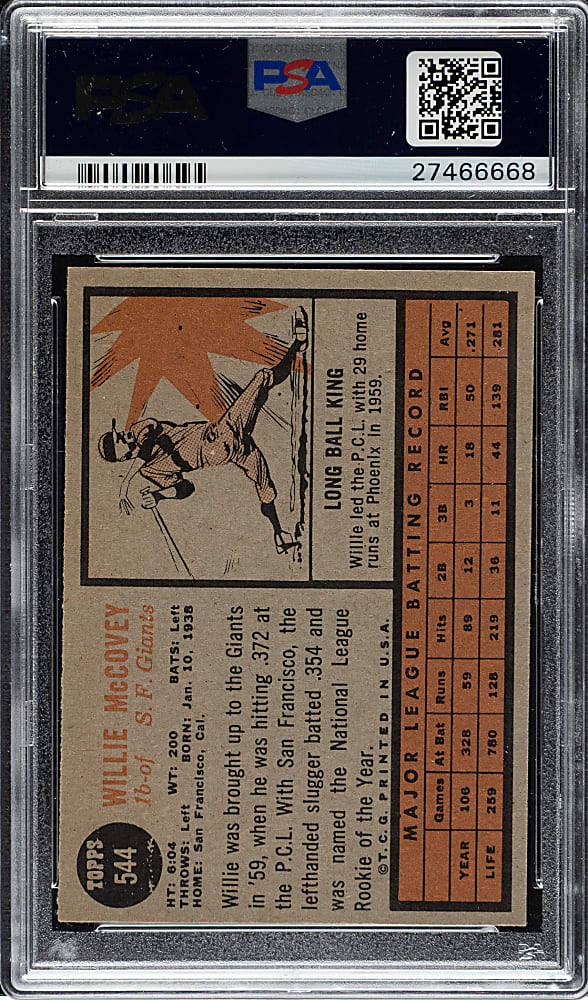 PSA
PSA
27466668
TOPPS
544
WILLIE McCOVEY
1b-of S. F. Giants
HT: 6:04 WT: 200 BATS: Left
THROWS: Left BORN: Jan. 10, 1938
HOME: San Francisco, Cal.
Willie was brought up to the Giants
in '59, when he was hitting .372 at
the P.C.L. With San Francisco, the
lefthanded slugger batted .354 and
was named the National League
Rookie of the Year.
©T.C.G. PRINTED IN U.S.A.
LONG BALL KING
Willie led the P.C.L. with 29 home
runs at Phoenix in 1959.
MAJOR LEAGUE BATTING RECORD
Games At Bat Runs Hits 2B 3B HR RBI Avg
YEAR 106 328 59 89 12 3 18 50 .271
LIFE 259 780 128 219 36 11 44 139 .281